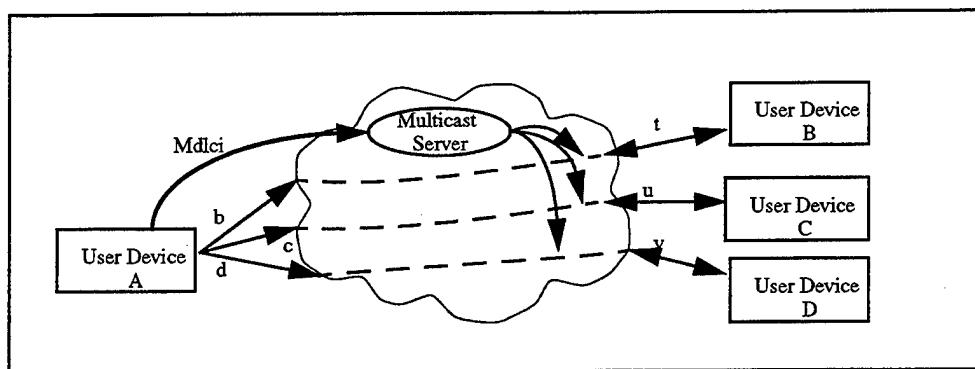 Multicast
Server
Mdlci
t
User Device
B
b
u
User Device
C
c
User Device
A
d
v
User Device
D